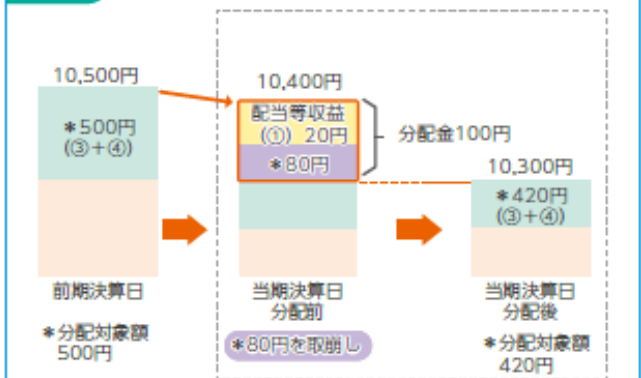 10,500円
10,400円
*500円
(③+④)
配当等収益
(①) 20円
*80円
分配金100円
10,300円
*420円
(③+④)
前期決算日
当期決算日
分配前
当期決算日
分配後
*分配対象額
500円
*80円を取崩し
*分配対象額
420円